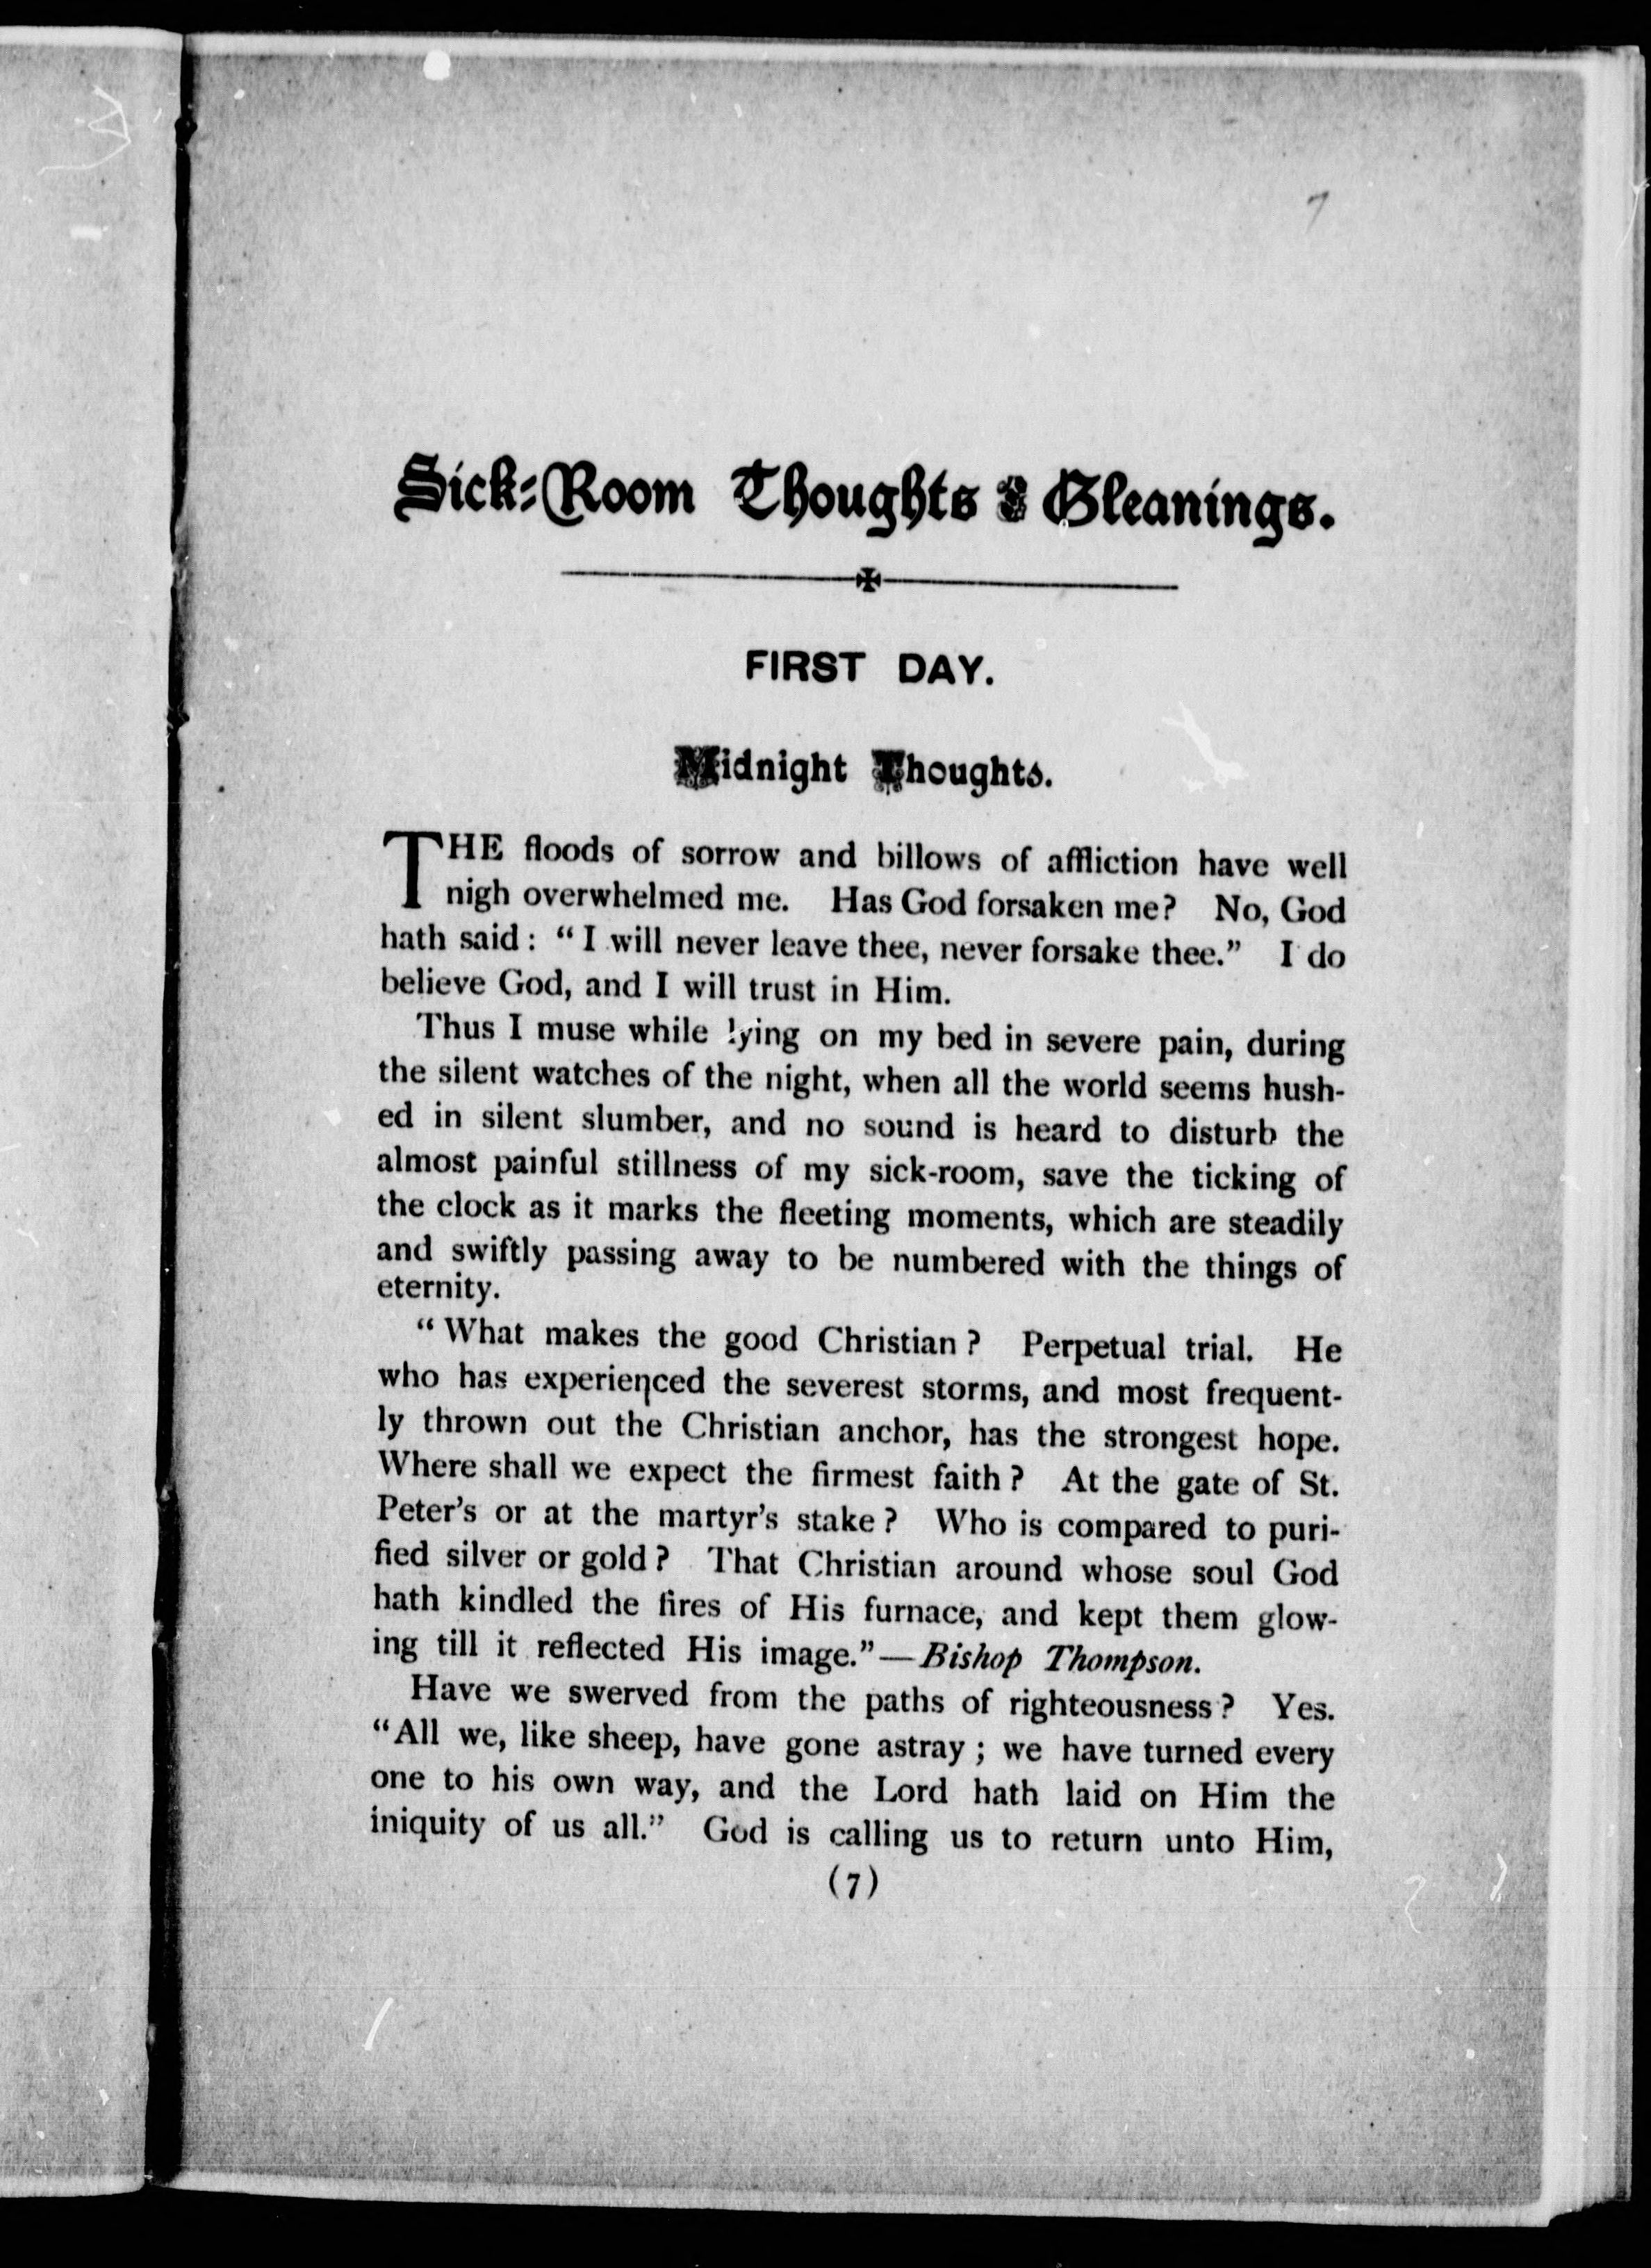 7
Sick-Room Thoughts & Gleanings.
FIRST DAY.
Midnight Thoughts.
THE floods of sorrow and billows of affliction have well
nigh overwhelmed me. Has God forsaken me? No, God
hath said: “I will never leave thee, never forsake thee.” I do
believe God, and I will trust in Him.
Thus I muse while lying on my bed in severe pain, during
the silent watches of the night, when all the world seems hush-
ed in silent slumber, and no sound is heard to disturb the
almost painful stillness of my sick-room, save the ticking of
the clock as it marks the fleeting moments, which are steadily
and swiftly passing away to be numbered with the things of
eternity.
“What makes the good Christian? Perpetual trial. He
who has experienced the severest storms, and most frequent-
ly thrown out the Christian anchor, has the strongest hope.
Where shall we expect the firmest faith? At the gate of St.
Peter’s or at the martyr’s stake? Who is compared to puri-
fied silver or gold? That Christian around whose soul God
hath kindled the fires of His furnace, and kept them glow-
ing till it reflected His image.”—Bishop Thompson.
Have we swerved from the paths of righteousness? Yes.
“All we, like sheep, have gone astray; we have turned every
one to his own way, and the Lord hath laid on Him the
iniquity of us all.” God is calling us to return unto Him,
(7)